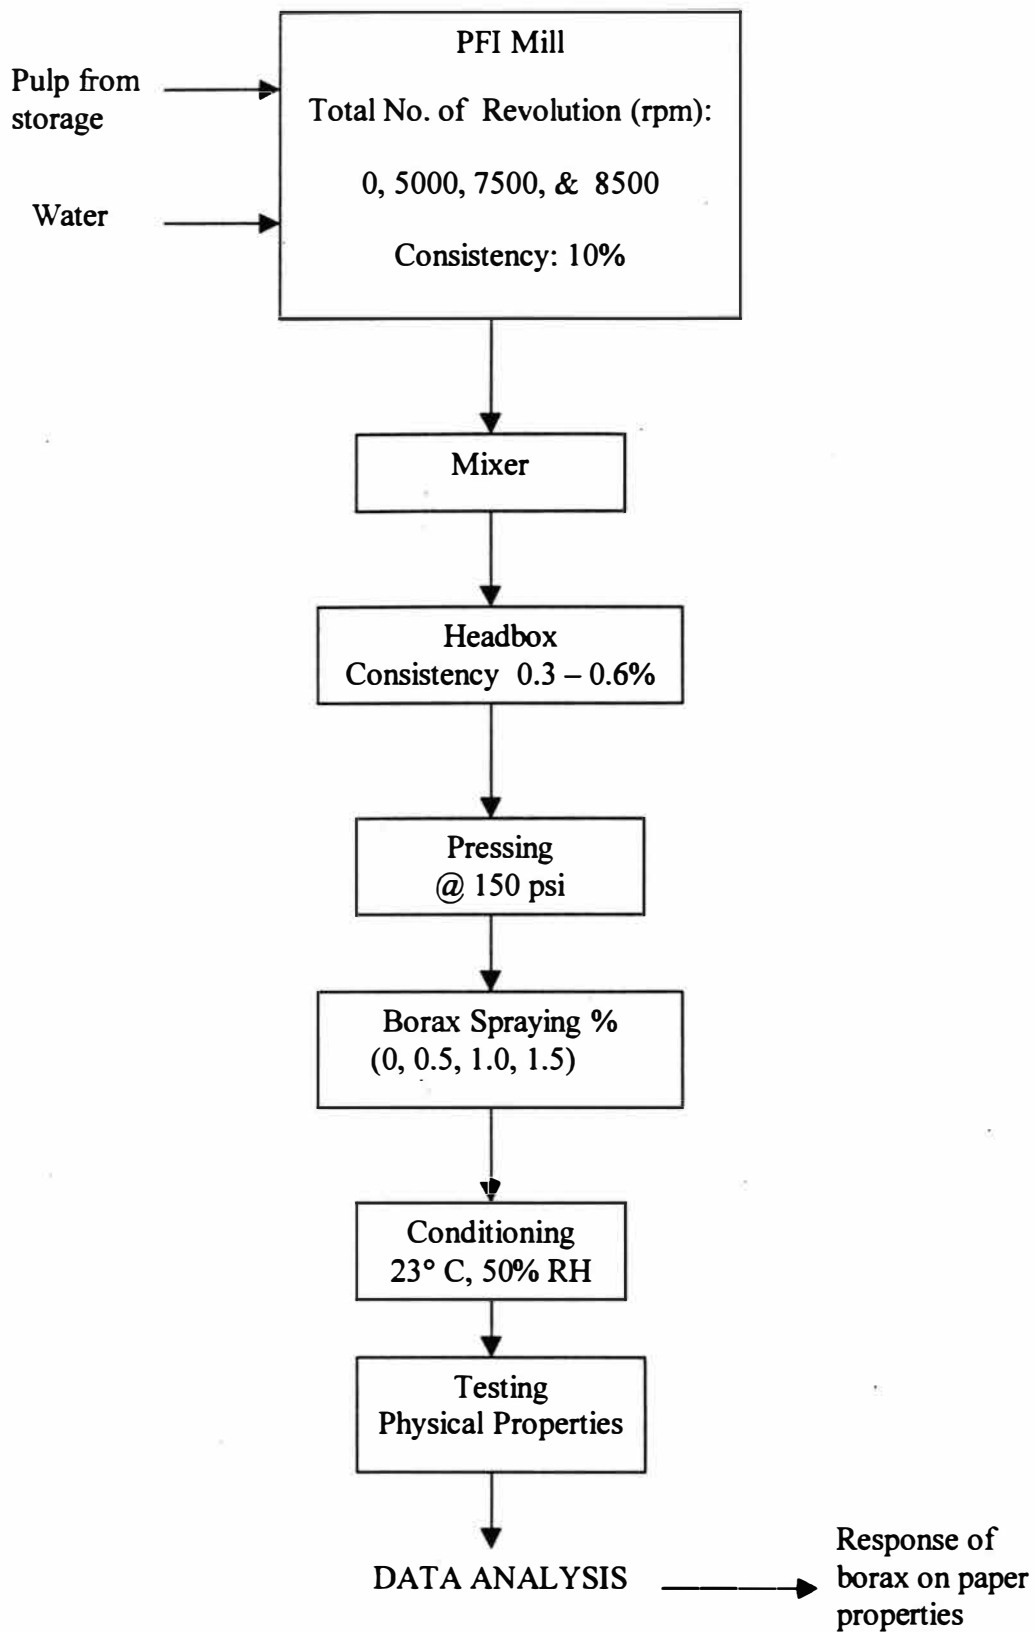 PFI Mill
Pulp from
storage
Total No. of Revolution (rpm):
0, 5000, 7500, & 8500
Water
Consistency: 10%
Mixer
Headbox
Consistency 0.3 – 0.6%
Pressing
@ 150 psi
Borax Spraying %
(0, 0.5, 1.0, 1.5)
Conditioning
23° C, 50% RH
Testing
Physical Properties
DATA ANALYSIS
Response of
borax on paper
properties